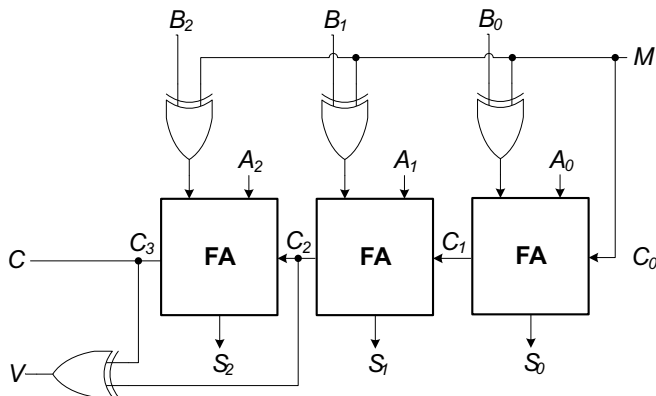 B2 B1 B0
M
A2 A1 A0
C C3 FA C2 FA C1 FA C0
V S2 S1 S0